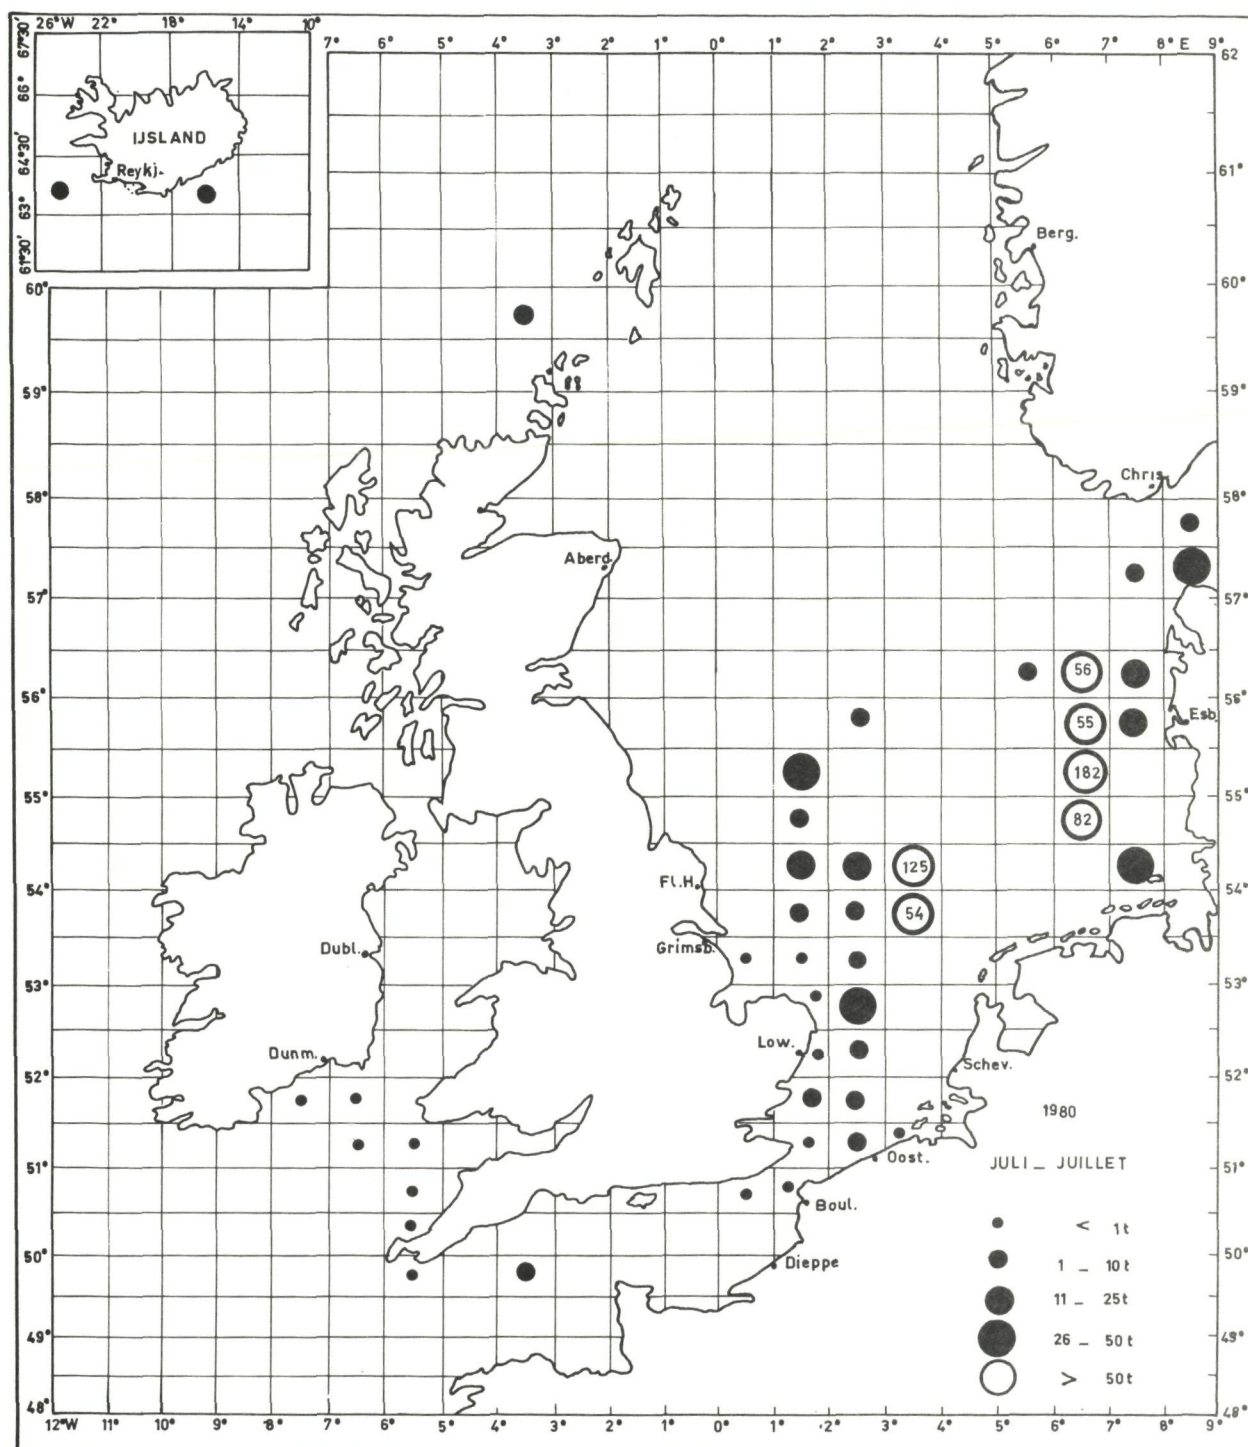 26°W 22° 18° 14° 10°
7° 6° 5° 4° 3° 2° 1° 0° 1° 2° 3° 4° 5° 6° 7° 8° E 9°
67°30'
66°
64°30'
63°
61°30'
IJSLAND
Reykj.
62
61°
60°
59°
58°
57°
56°
55°
54°
53°
52°
51°
50°
49°
48°
60°
59°
58°
57°
56°
55°
54°
53°
52°
51°
50°
49°
48°
Berg.
Chris
Aberd.
56
Esb
55
182
82
125
Fl.H.
54
Dubl.
Grimsb.
Low.
Dunm.
Schev.
1980
Oost.
JULI _ JUILLET
Boul.
< 1t
Dieppe
1 _ 10t
11 _ 25t
26 _ 50t
> 50t
12°W 11° 10° 9° 8° 7° 6° 5° 4° 3° 2° 1° 0° 1° 2° 3° 4° 5° 6° 7° 8° 9°